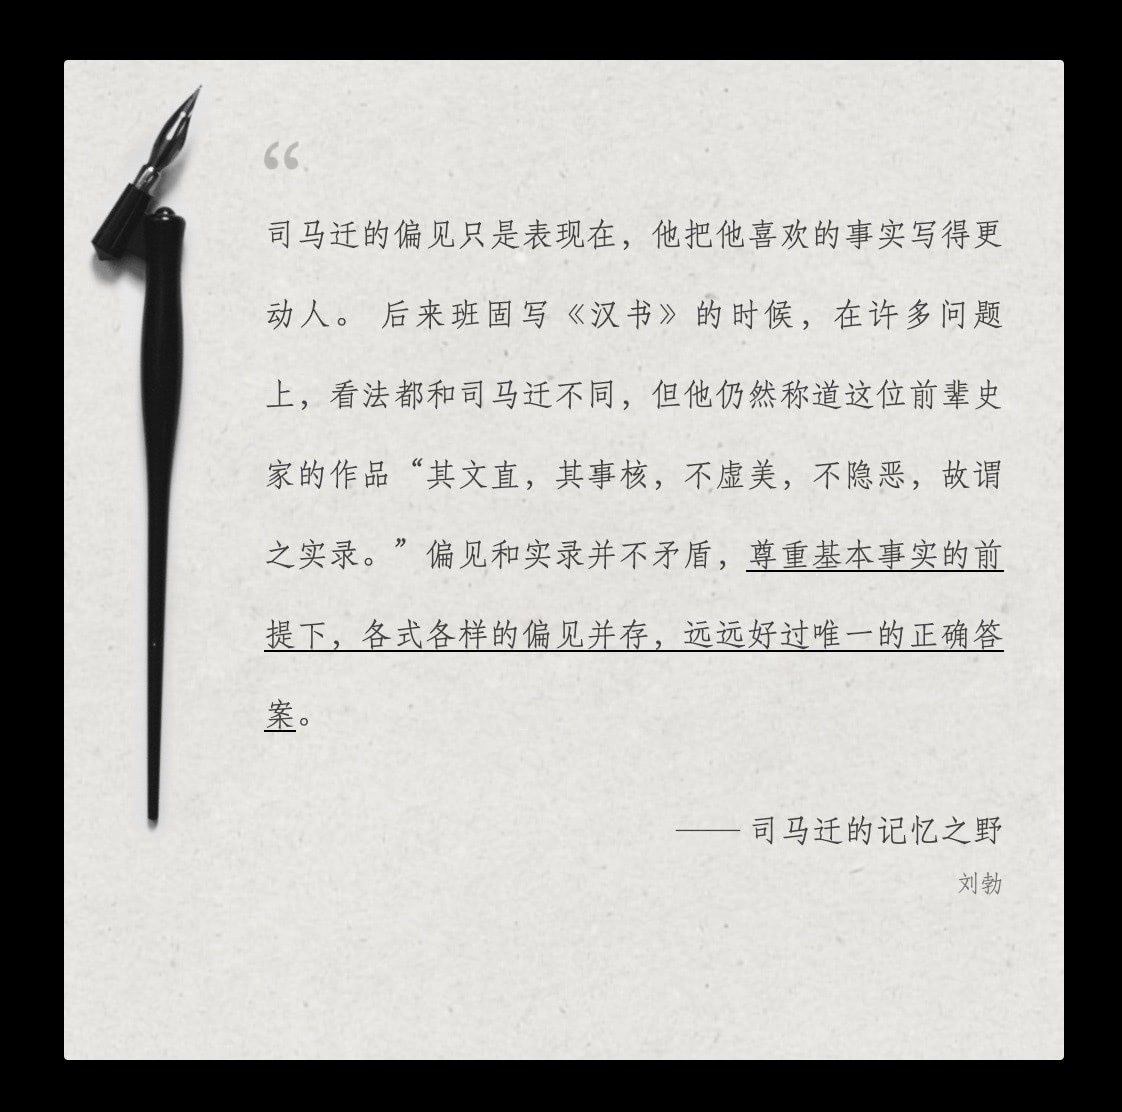 “
司马迁的偏见只是表现在，他把他喜欢的事实写得更
动人。 后来班固写《汉书》的时候，在许多问题
上，看法都和司马迁不同，但他仍然称道这位前辈史
家的作品“其文直，其事核，不虚美，不隐恶，故谓
之实录。”偏见和实录并不矛盾，尊重基本事实的前
提下，各式各样的偏见并存，远远好过唯一的正确答
案。
—— 司马迁的记忆之野
刘勃